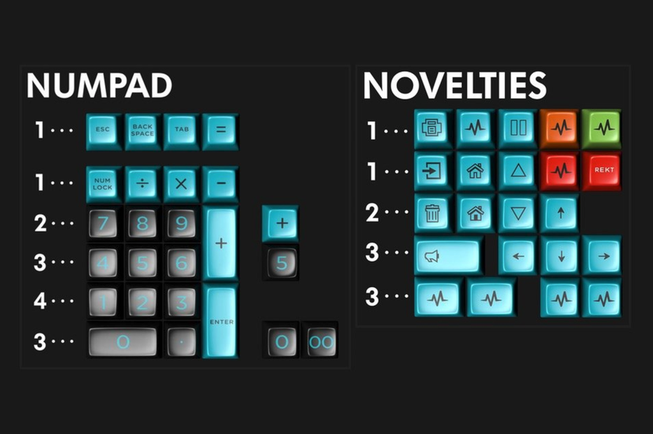 NUMPAD
1··· ESC BACK SPACE TAB =
1··· NUM LOCK ÷ × −
2··· 7 8 9 + +
3··· 4 5 6 5
4··· 1 2 3 ENTER
3··· 0 . 0 00
NOVELTIES
1···
1··· REKT
2···
3···
3···